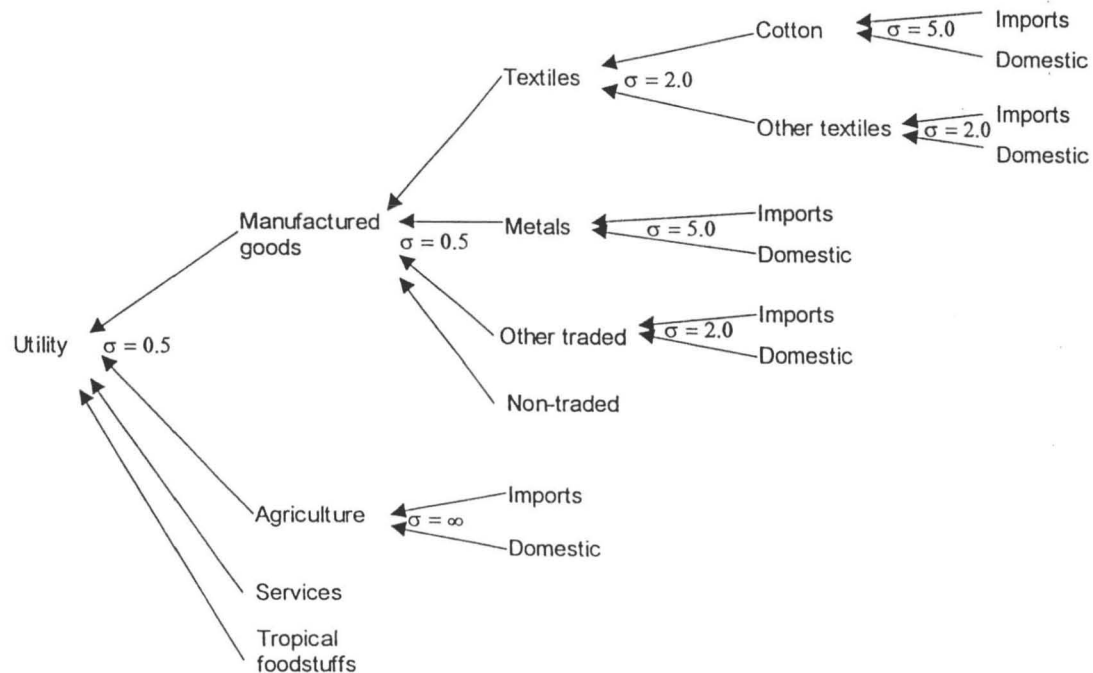 Imports
Cotton
σ = 5.0
Domestic
Textiles
σ = 2.0
Imports
Other textiles
σ = 2.0
Domestic
Manufactured
goods
σ = 0.5
Metals
Imports
σ = 5.0
Domestic
Utility
σ = 0.5
Other traded
Imports
σ = 2.0
Domestic
Non-traded
Agriculture
Imports
σ = ∞
Domestic
Services
Tropical
foodstuffs